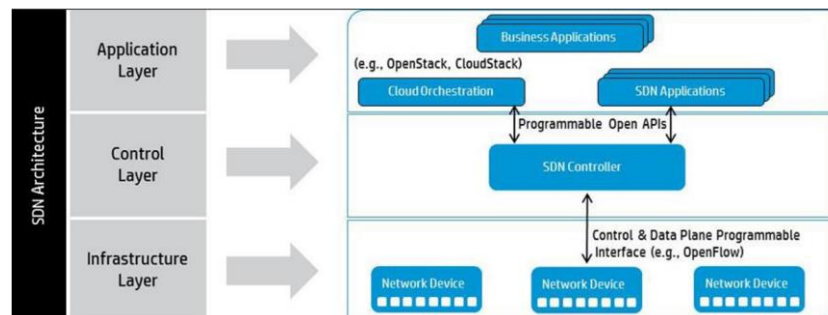 SDN Architecture
Application
Layer
Control
Layer
Infrastructure
Layer
Business Applications
(e.g., OpenStack, CloudStack)
Cloud Orchestration
SDN Applications
Programmable Open APIs
SDN Controller
Control & Data Plane Programmable
Interface (e.g., OpenFlow)
Network Device
Network Device
Network Device